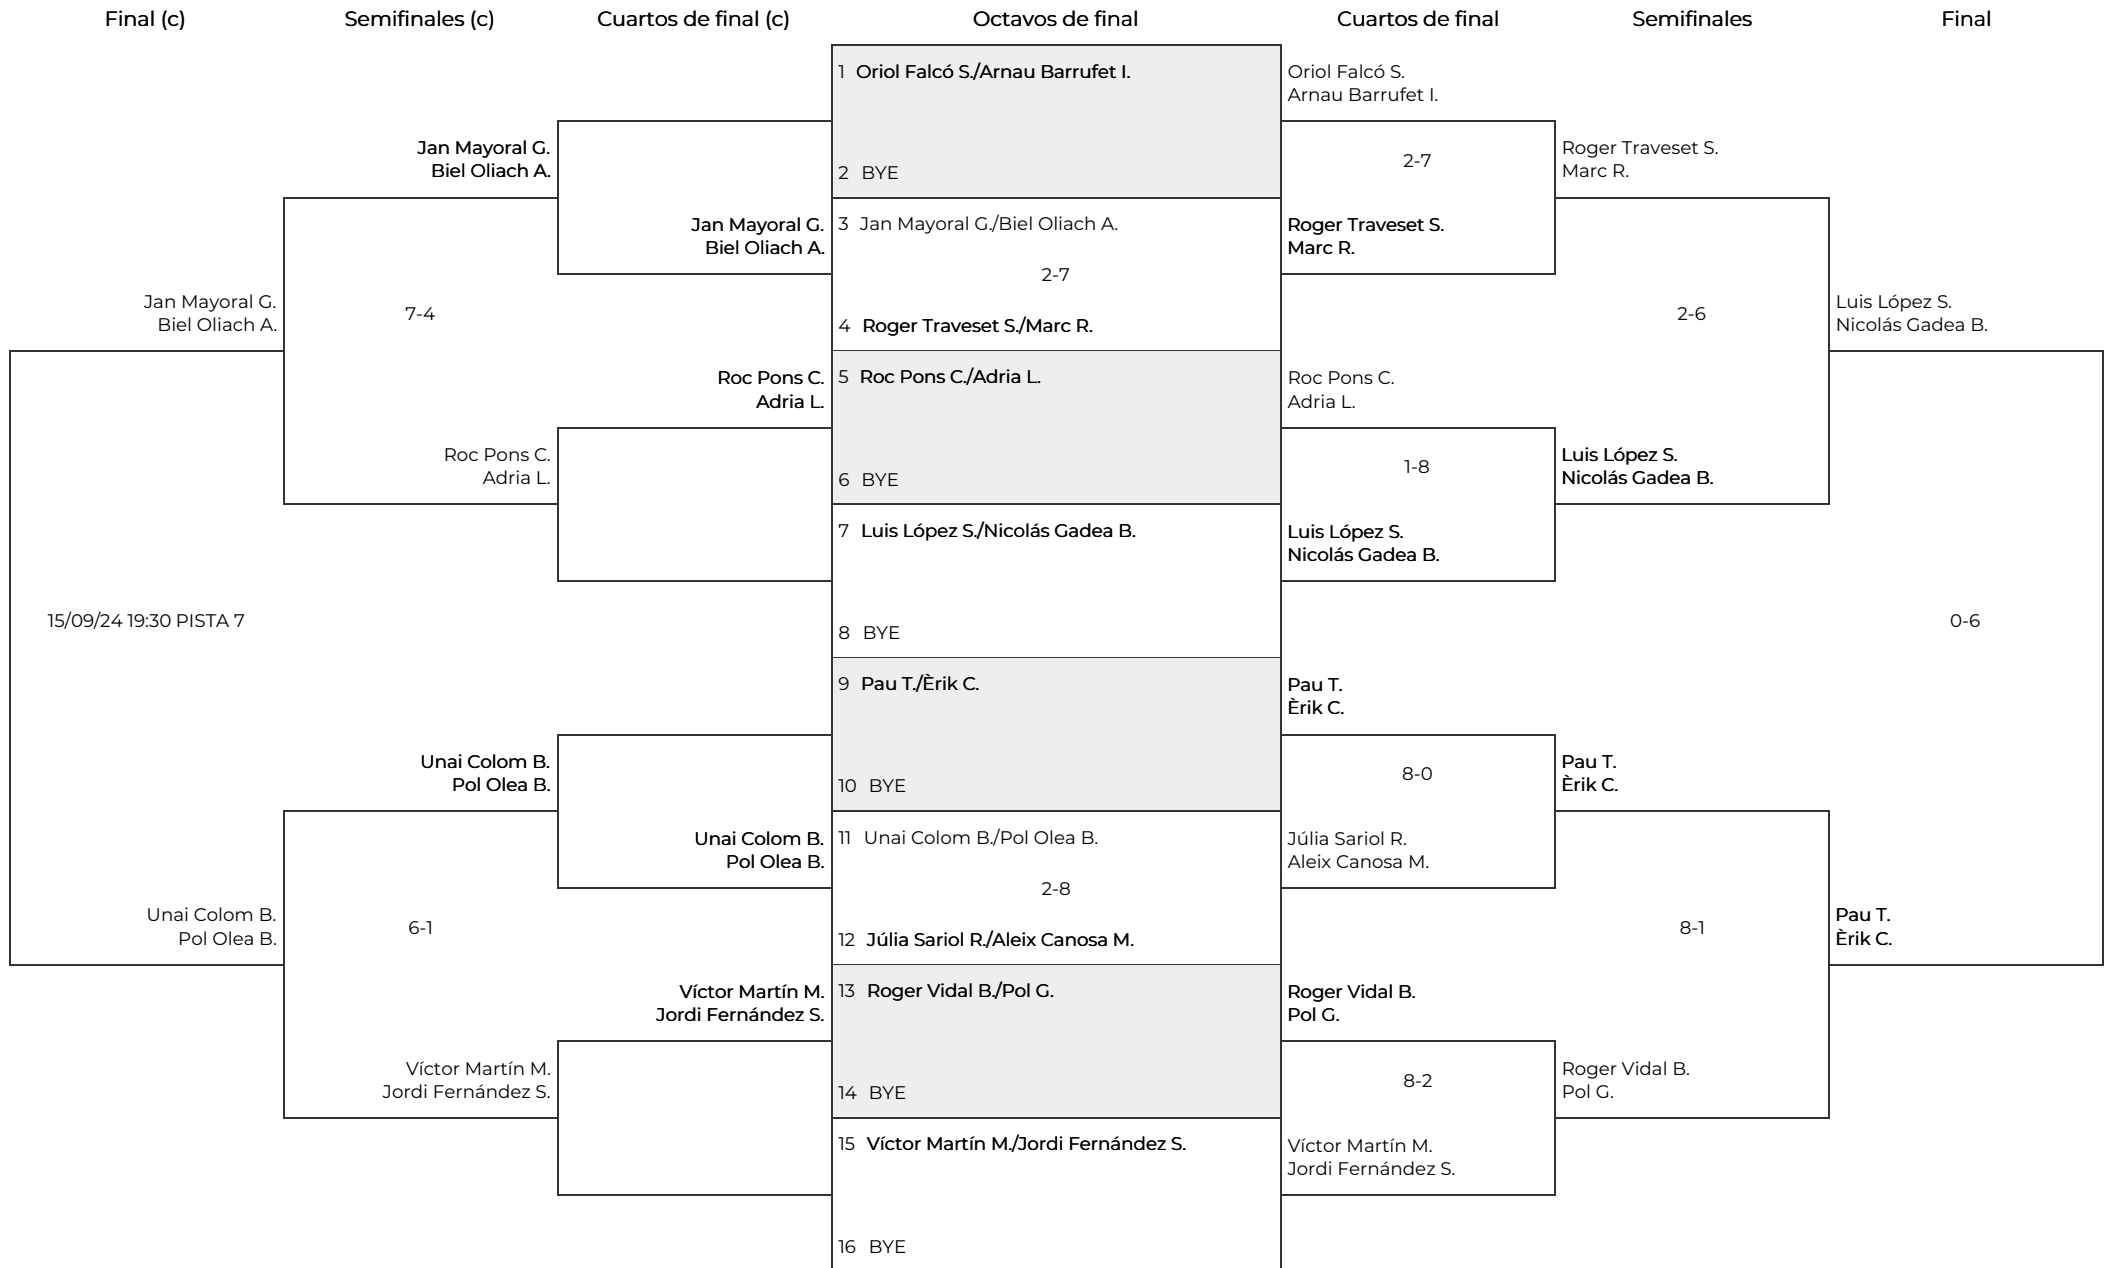 Final (c) Semifinales (c) Cuartos de final (c) Octavos de final Cuartos de final Semifinales Final
1 Oriol Falcó S./Arnau Barrufet I.
Oriol Falcó S.
Arnau Barrufet I.
Jan Mayoral G.
Biel Oliach A.
2 BYE
2-7
Roger Traveset S.
Marc R.
Jan Mayoral G.
Biel Oliach A.
3 Jan Mayoral G./Biel Oliach A.
Roger Traveset S.
Marc R.
2-7
Jan Mayoral G.
Biel Oliach A.
7-4
4 Roger Traveset S./Marc R.
2-6
Luis López S.
Nicolás Gadea B.
Roc Pons C.
Adria L.
5 Roc Pons C./Adria L.
Roc Pons C.
Adria L.
Roc Pons C.
Adria L.
6 BYE
1-8
Luis López S.
Nicolás Gadea B.
7 Luis López S./Nicolás Gadea B.
Luis López S.
Nicolás Gadea B.
15/09/24 19:30 PISTA 7
8 BYE
0-6
9 Pau T./Èrik C.
Pau T.
Èrik C.
Unai Colom B.
Pol Olea B.
10 BYE
8-0
Pau T.
Èrik C.
Unai Colom B.
Pol Olea B.
11 Unai Colom B./Pol Olea B.
Júlia Sariol R.
Aleix Canosa M.
2-8
Unai Colom B.
Pol Olea B.
6-1
12 Júlia Sariol R./Aleix Canosa M.
8-1
Pau T.
Èrik C.
Víctor Martín M.
Jordi Fernández S.
13 Roger Vidal B./Pol G.
Roger Vidal B.
Pol G.
Víctor Martín M.
Jordi Fernández S.
14 BYE
8-2
Roger Vidal B.
Pol G.
15 Víctor Martín M./Jordi Fernández S.
Víctor Martín M.
Jordi Fernández S.
16 BYE